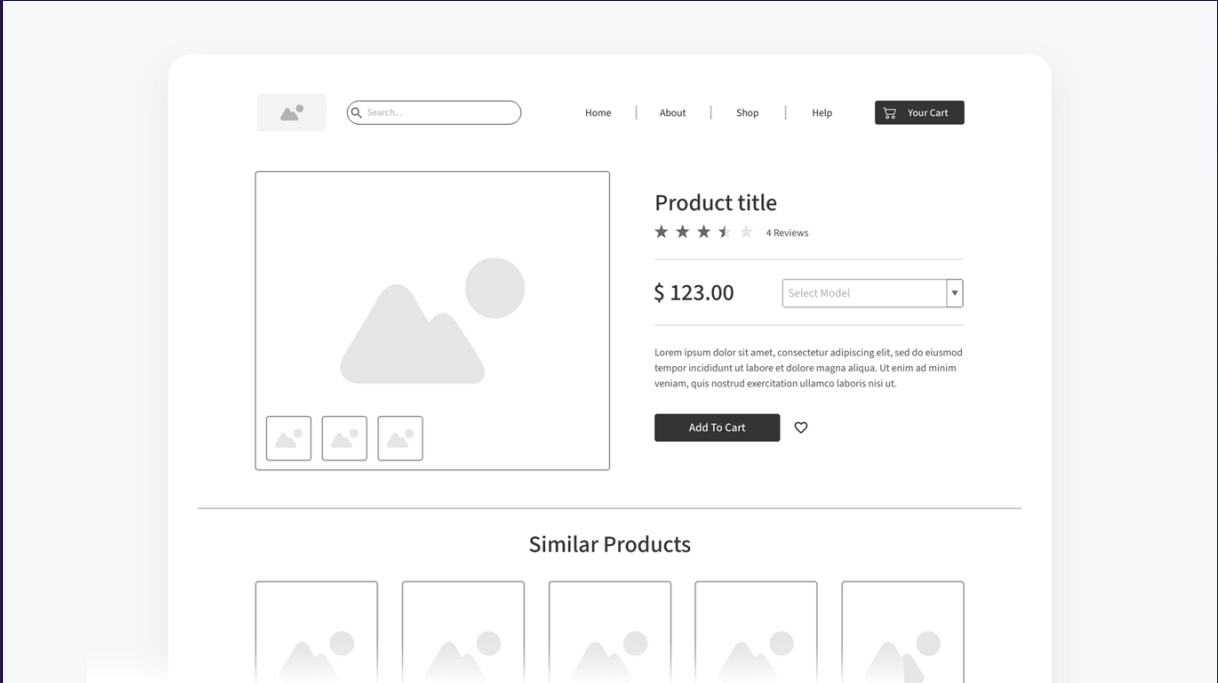 Search...
Home
About
Shop
Help
Your Cart
Product title
4 Reviews
$ 123.00
Select Model
Lorem ipsum dolor sit amet, consectetur adipiscing elit, sed do eiusmod
tempor incididunt ut labore et dolore magna aliqua. Ut enim ad minim
veniam, quis nostrud exercitation ullamco laboris nisi ut.
Add To Cart
Similar Products